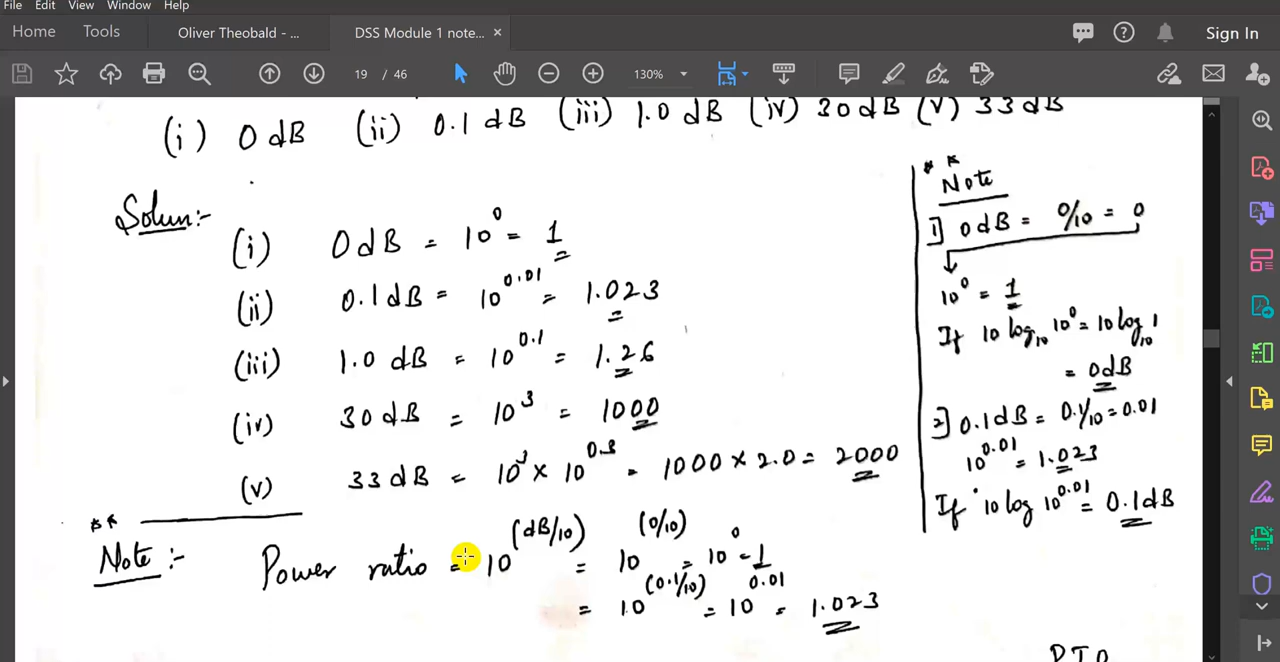 File Edit View Window Help
Home Tools Oliver Theobald - ... DSS Module 1 note... × Sign In
19 / 46 130%
(i) 0 dB (ii) 0.1 dB (iii) 1.0 dB (iv) 30 dB (v) 33 dB
Solun:-
(i) 0 dB = 10^0 = 1
(ii) 0.1 dB = 10^0.01 = 1.023
(iii) 1.0 dB = 10^0.1 = 1.26
(iv) 30 dB = 10^3 = 1000
(v) 33 dB = 10^3 × 10^0.3 = 1000 × 2.0 = 2000
** Note
1] 0 dB = 0/10 = 0
10^0 = 1
If 10 log₁₀ 10^0 = 10 log₁₀ 1
= 0 dB
2] 0.1 dB = 0.1/10 = 0.01
10^0.01 = 1.023
If 10 log 10^0.01 = 0.1 dB
** Note :- Power ratio = 10^(dB/10) = 10^(0/10) = 10^0 = 1
= 10^(0.1/10) = 10^0.01 = 1.023
PTO